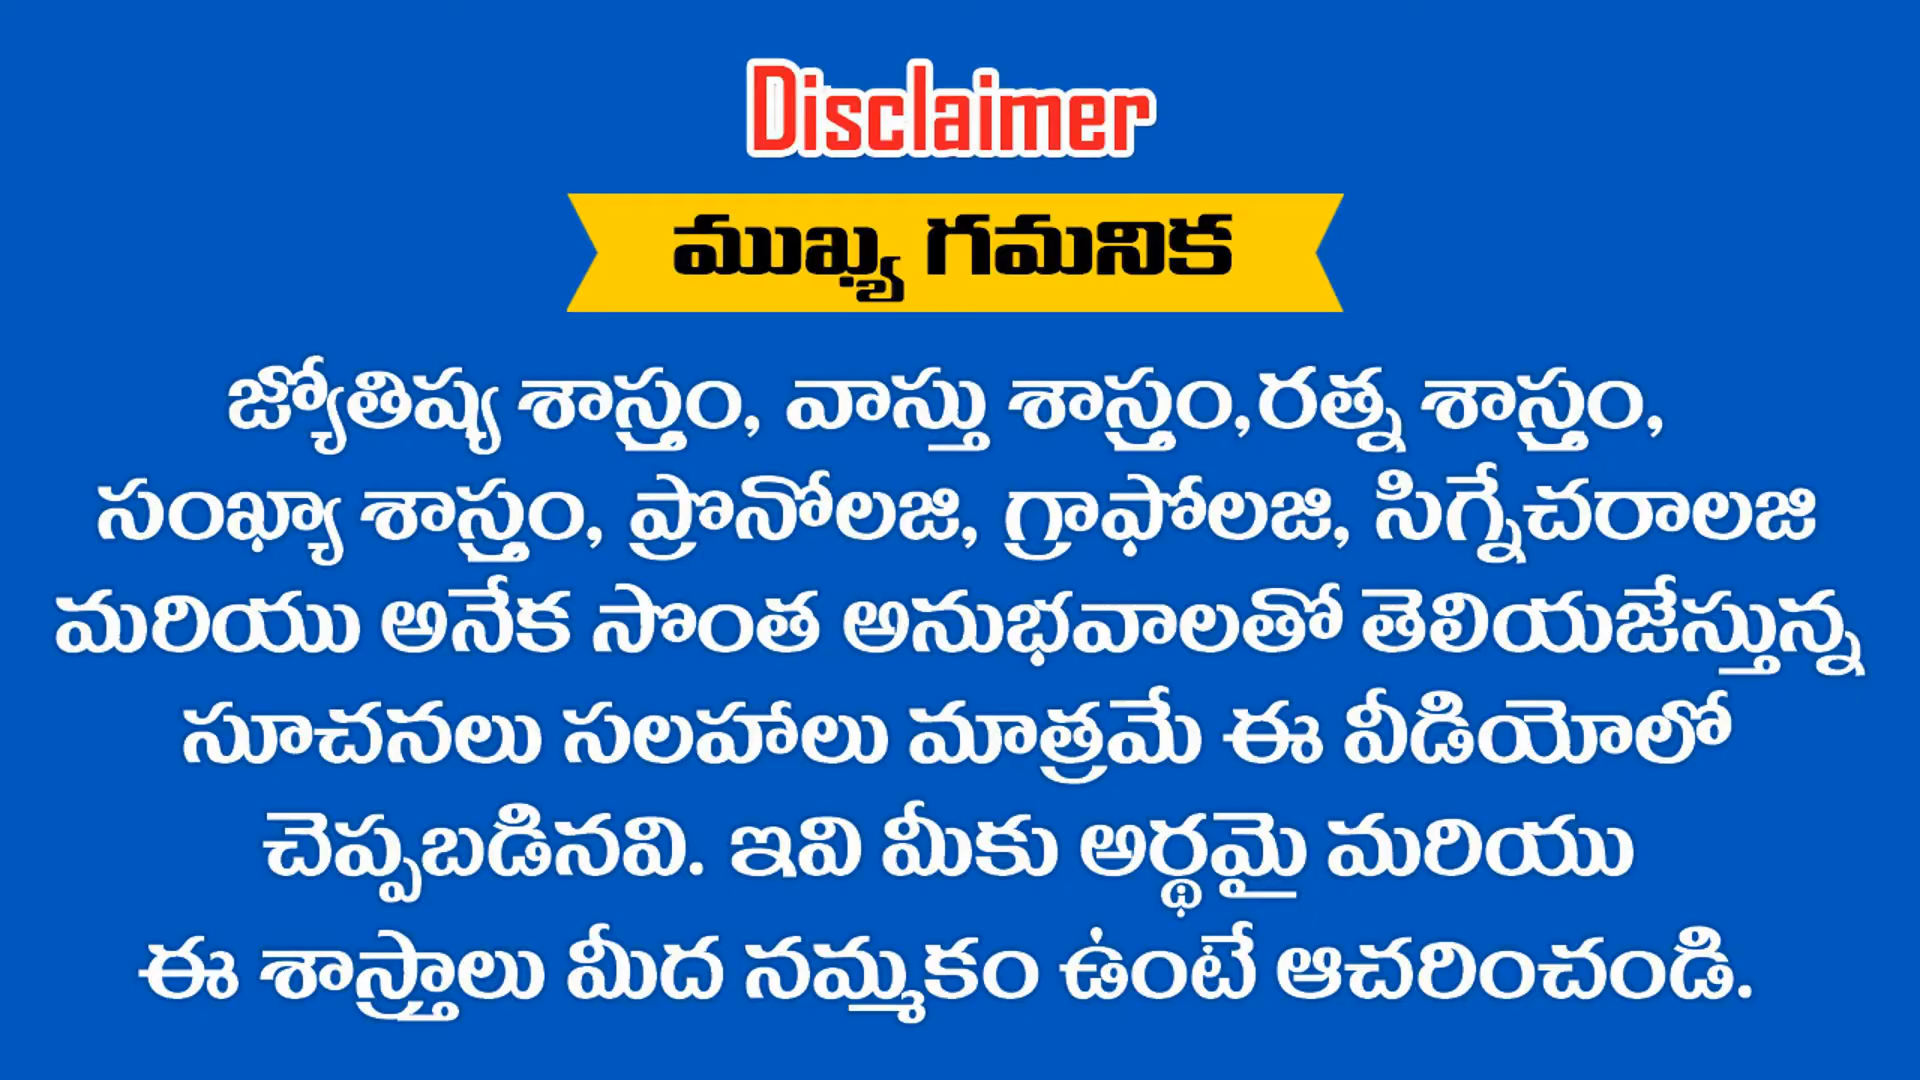 Disclaimer
ముఖ్య గమనిక
జ్యోతిష్య శాస్త్రం, వాస్తు శాస్త్రం,రత్న శాస్త్రం,
సంఖ్యా శాస్త్రం, ప్రొనోలజి, గ్రాఫోలజి, సిగ్నేచరాలజి
మరియు అనేక సొంత అనుభవాలతో తెలియజేస్తున్న
సూచనలు సలహాలు మాత్రమే ఈ వీడియోలో
చెప్పబడినవి. ఇవి మీకు అర్థమై మరియు
ఈ శాస్త్రాలు మీద నమ్మకం ఉంటే ఆచరించండి.